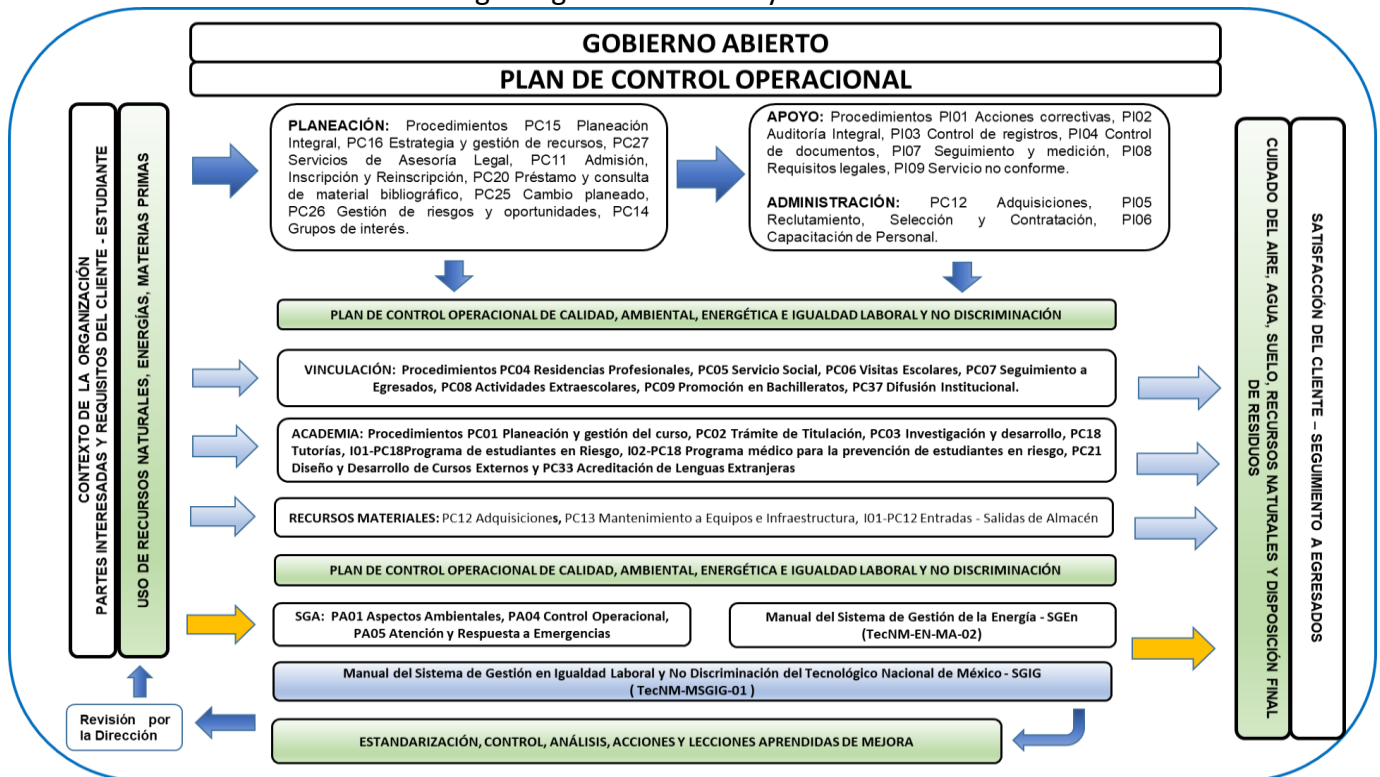 GOBIERNO ABIERTO
PLAN DE CONTROL OPERACIONAL
CONTEXTO DE LA ORGANIZACIÓN
PARTES INTERESADAS Y REQUISITOS DEL CLIENTE - ESTUDIANTE
USO DE RECURSOS NATURALES, ENERGÍAS, MATERIAS PRIMAS
PLANEACIÓN: Procedimientos PC15 Planeación
Integral, PC16 Estrategia y gestión de recursos, PC27
Servicios de Asesoría Legal, PC11 Admisión,
Inscripción y Reinscripción, PC20 Préstamo y consulta
de material bibliográfico, PC25 Cambio planeado,
PC26 Gestión de riesgos y oportunidades, PC14
Grupos de interés.
APOYO: Procedimientos PI01 Acciones correctivas, PI02
Auditoría Integral, PI03 Control de registros, PI04 Control
de documentos, PI07 Seguimiento y medición, PI08
Requisitos legales, PI09 Servicio no conforme.
ADMINISTRACIÓN: PC12 Adquisiciones, PI05
Reclutamiento, Selección y Contratación, PI06
Capacitación de Personal.
PLAN DE CONTROL OPERACIONAL DE CALIDAD, AMBIENTAL, ENERGÉTICA E IGUALDAD LABORAL Y NO DISCRIMINACIÓN
VINCULACIÓN: Procedimientos PC04 Residencias Profesionales, PC05 Servicio Social, PC06 Visitas Escolares, PC07 Seguimiento a
Egresados, PC08 Actividades Extraescolares, PC09 Promoción en Bachilleratos, PC37 Difusión Institucional.
ACADEMIA: Procedimientos PC01 Planeación y gestión del curso, PC02 Trámite de Titulación, PC03 Investigación y desarrollo, PC18
Tutorías, I01-PC18Programa de estudiantes en Riesgo, I02-PC18 Programa médico para la prevención de estudiantes en riesgo, PC21
Diseño y Desarrollo de Cursos Externos y PC33 Acreditación de Lenguas Extranjeras
RECURSOS MATERIALES: PC12 Adquisiciones, PC13 Mantenimiento a Equipos e Infraestructura, I01-PC12 Entradas - Salidas de Almacén
PLAN DE CONTROL OPERACIONAL DE CALIDAD, AMBIENTAL, ENERGÉTICA E IGUALDAD LABORAL Y NO DISCRIMINACIÓN
SGA: PA01 Aspectos Ambientales, PA04 Control Operacional,
PA05 Atención y Respuesta a Emergencias
Manual del Sistema de Gestión de la Energía - SGEn
(TecNM-EN-MA-02)
Manual del Sistema de Gestión en Igualdad Laboral y No Discriminación del Tecnológico Nacional de México - SGIG
( TecNM-MSGIG-01 )
Revisión por
la Dirección
ESTANDARIZACIÓN, CONTROL, ANÁLISIS, ACCIONES Y LECCIONES APRENDIDAS DE MEJORA
CUIDADO DEL AIRE, AGUA, SUELO, RECURSOS NATURALES Y DISPOSICIÓN FINAL
DE RESIDUOS
SATISFACCIÓN DEL CLIENTE – SEGUIMIENTO A EGRESADOS